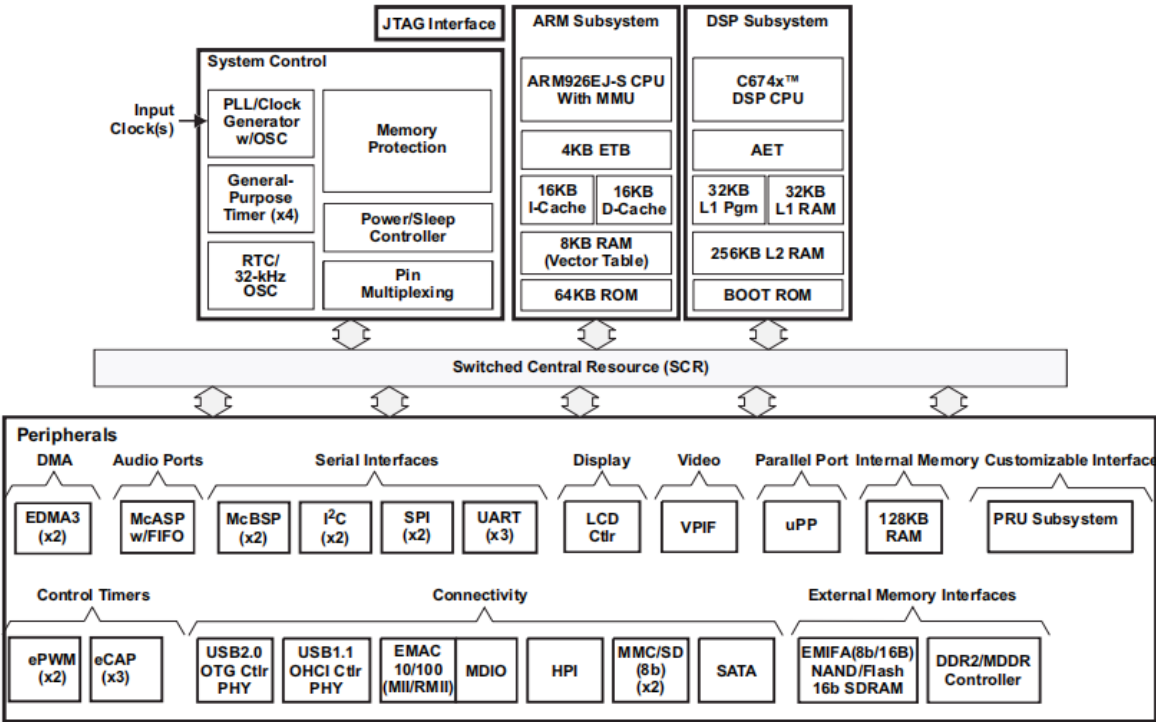 JTAG Interface
System Control
Input
Clock(s)
PLL/Clock
Generator
w/OSC
General-
Purpose
Timer (x4)
RTC/
32-kHz
OSC
Memory
Protection
Power/Sleep
Controller
Pin
Multiplexing
ARM Subsystem
ARM926EJ-S CPU
With MMU
4KB ETB
16KB
I-Cache
16KB
D-Cache
8KB RAM
(Vector Table)
64KB ROM
DSP Subsystem
C674x™
DSP CPU
AET
32KB
L1 Pgm
32KB
L1 RAM
256KB L2 RAM
BOOT ROM
Switched Central Resource (SCR)
Peripherals
DMA
EDMA3
(x2)
Audio Ports
McASP
w/FIFO
Serial Interfaces
McBSP
(x2)
I²C
(x2)
SPI
(x2)
UART
(x3)
Display
LCD
Ctlr
Video
VPIF
Parallel Port
uPP
Internal Memory
128KB
RAM
Customizable Interface
PRU Subsystem
Control Timers
ePWM
(x2)
eCAP
(x3)
Connectivity
USB2.0
OTG Ctlr
PHY
USB1.1
OHCI Ctlr
PHY
EMAC
10/100
(MII/RMII)
MDIO
HPI
MMC/SD
(8b)
(x2)
SATA
External Memory Interfaces
EMIFA(8b/16B)
NAND/Flash
16b SDRAM
DDR2/MDDR
Controller